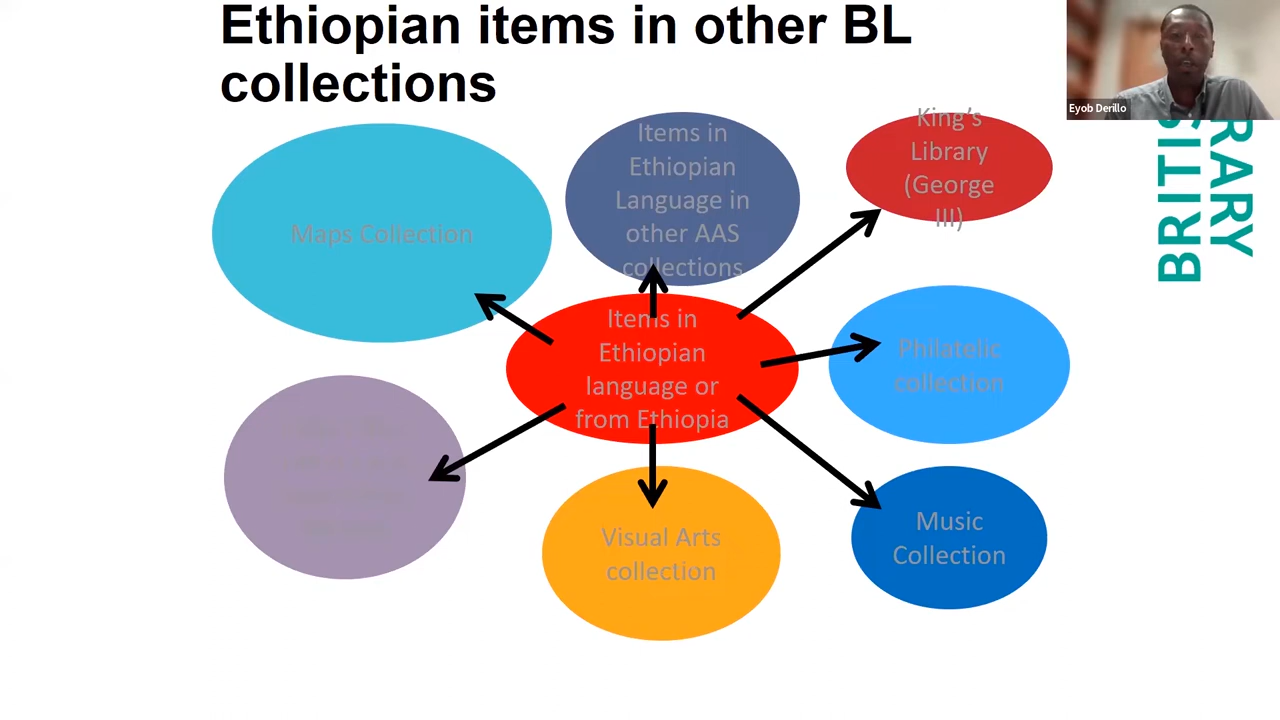 Ethiopian items in other BL
collections
Eyob Derillo
BRITIS
RARY
Maps Collection
Items in
Ethiopian
Language in
other AAS
collections
King's
Library
(George
III)
Items in
Ethiopian
language or
from Ethiopia
Philatelic
collection
Visual Arts
collection
Music
Collection